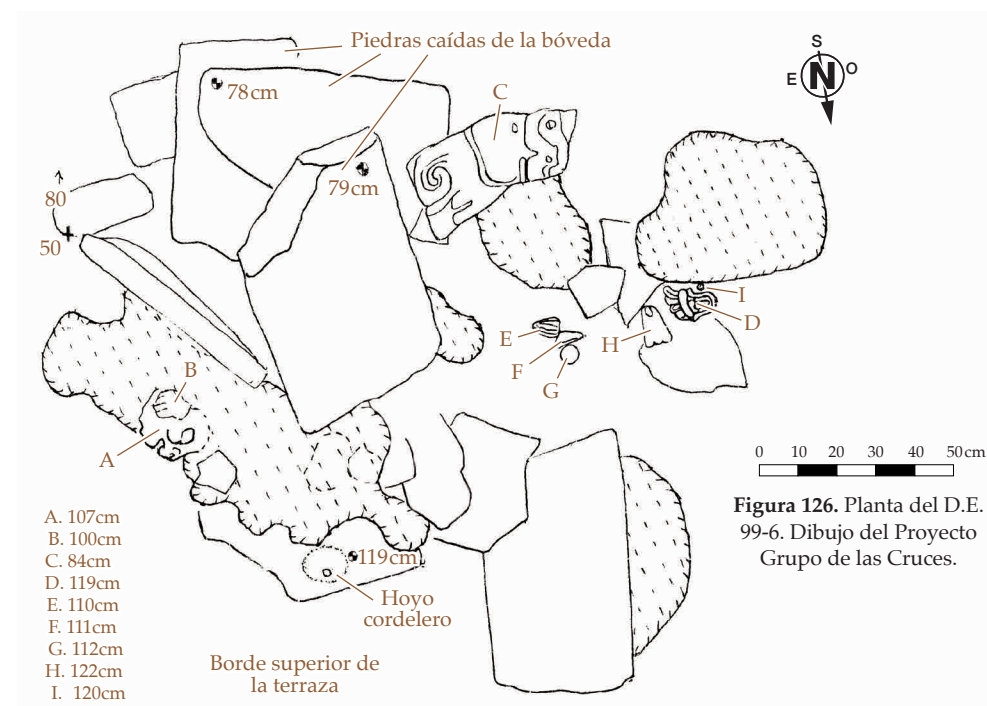 Piedras caídas de la bóveda
78cm
79cm
C
S
E N O
80
50
I
D
H
E
F
G
B
A
0 10 20 30 40 50cm
Figura 126. Planta del D.E.
99-6. Dibujo del Proyecto
Grupo de las Cruces.
A. 107cm
B. 100cm
C. 84cm
D. 119cm
E. 110cm
F. 111cm
G. 112cm
H. 122cm
I. 120cm
119cm
Hoyo
cordelero
Borde superior de
la terraza